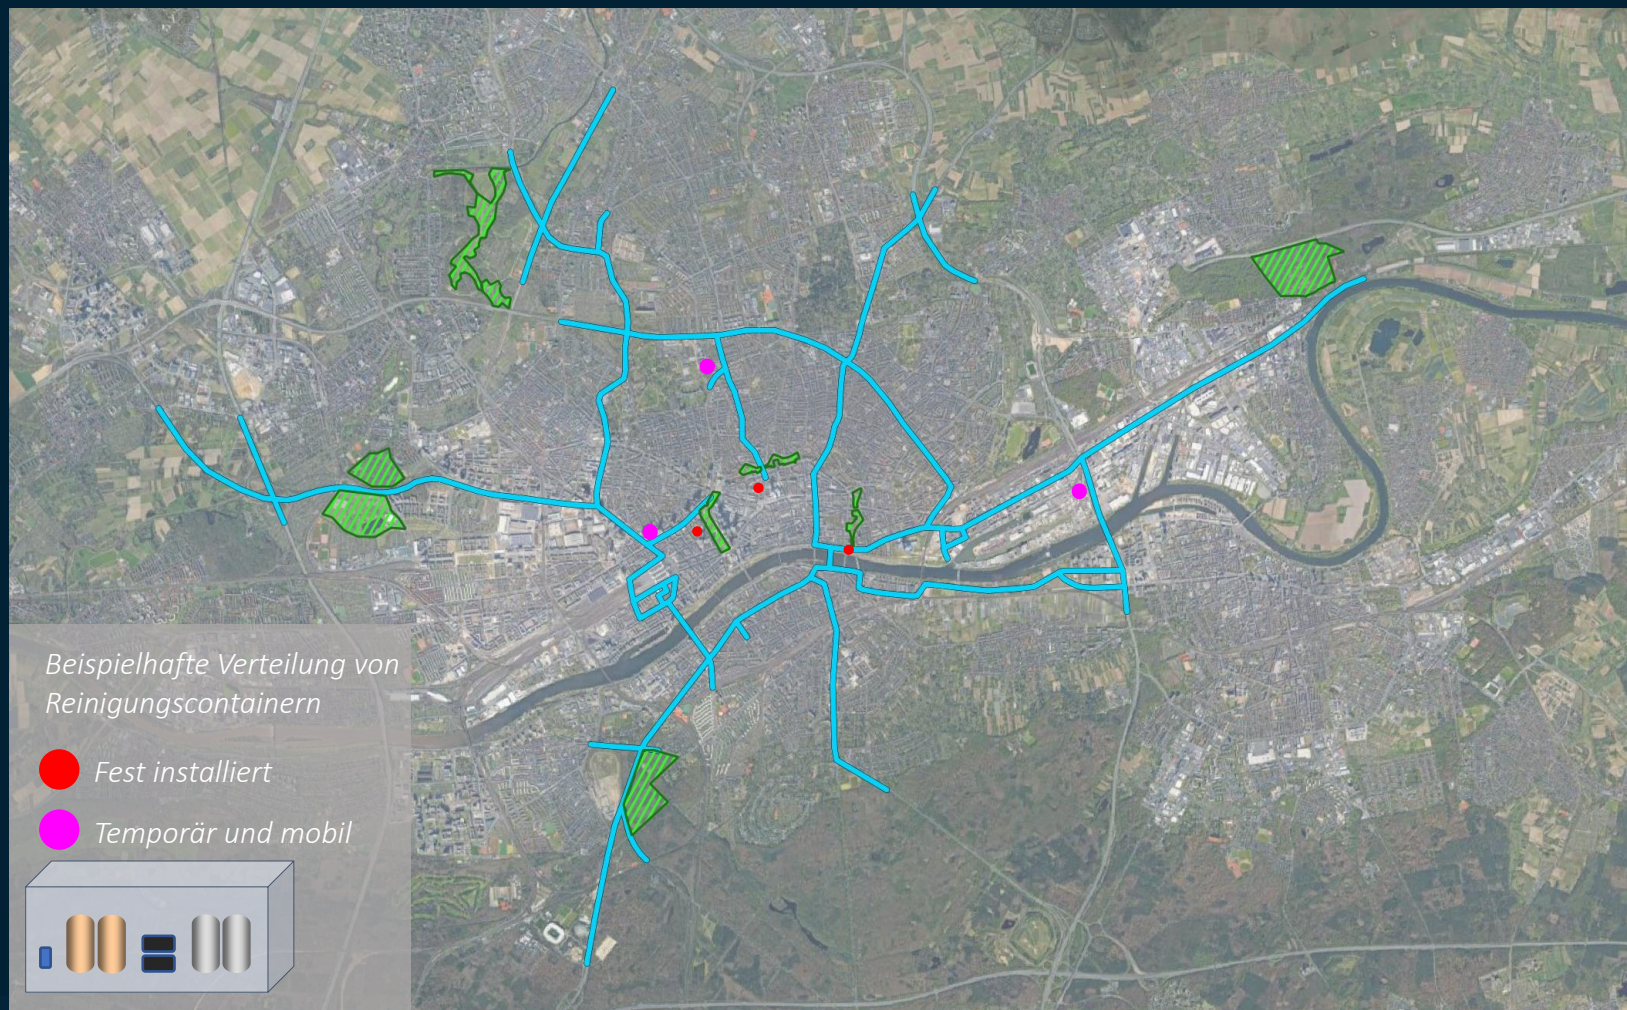 Beispielhafte Verteilung von
Reinigungscontainern
Fest installiert
Temporär und mobil